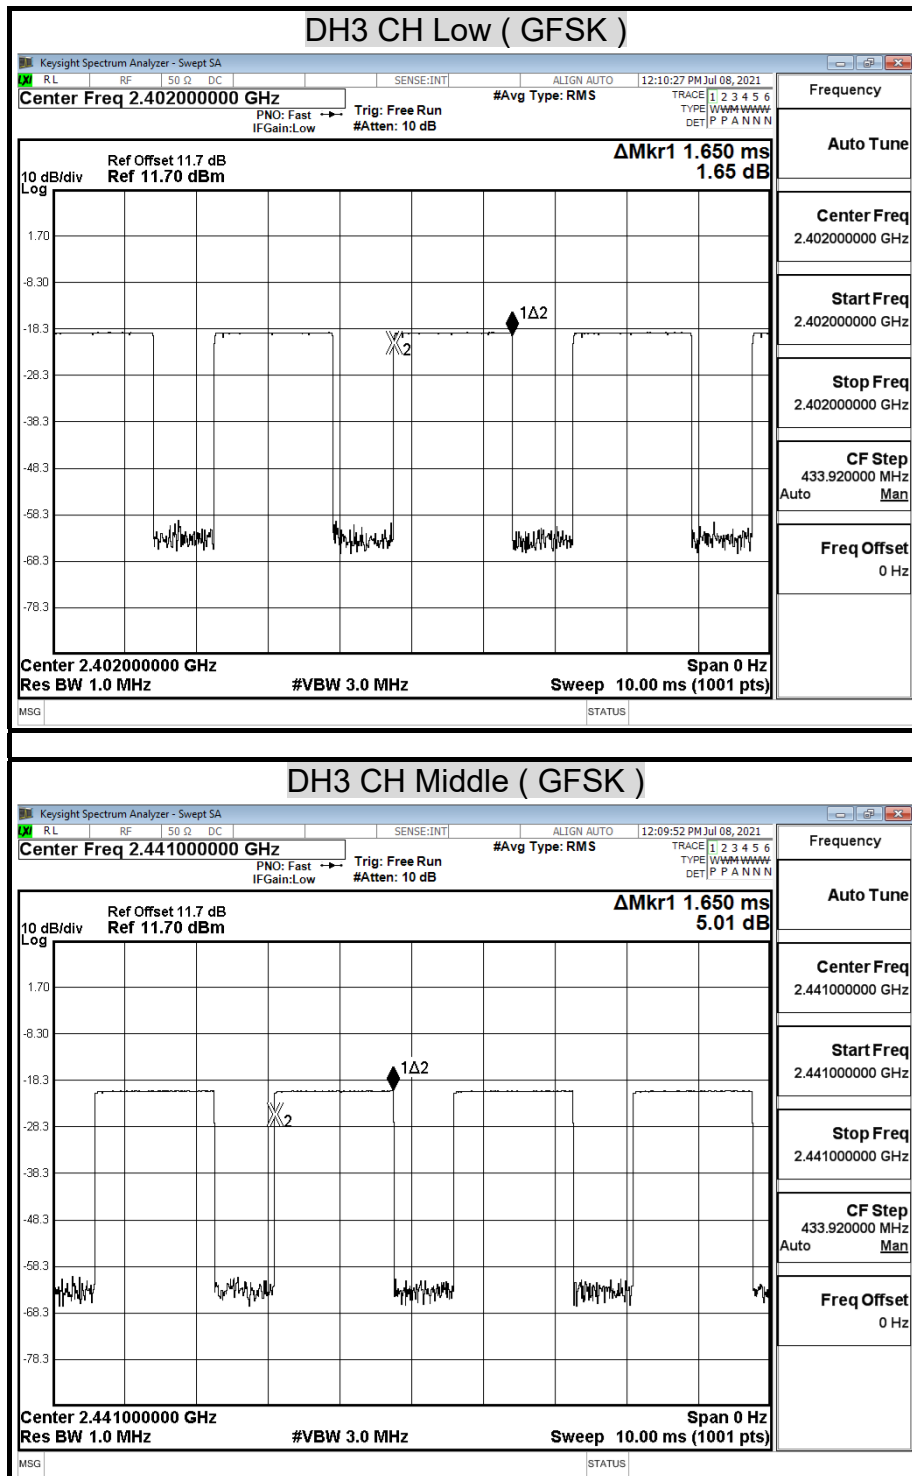 DH3 CH Low ( GFSK )
Keysight Spectrum Analyzer - Swept SA
LXI RL RF 50 Ω DC SENSE:INT ALIGN AUTO 12:10:27 PM Jul 08, 2021
Center Freq 2.402000000 GHz #Avg Type: RMS TRACE 1 2 3 4 5 6
PNO: Fast Trig: Free Run TYPE WWMWWWW
IFGain:Low #Atten: 10 dB DET P P A N N N
ΔMkr1 1.650 ms
1.65 dB
Ref Offset 11.7 dB
10 dB/div Ref 11.70 dBm
Log
1.70
-8.30
-18.3
-28.3
-38.3
-48.3
-58.3
-68.3
-78.3
1Δ2
2
Center 2.402000000 GHz Span 0 Hz
Res BW 1.0 MHz #VBW 3.0 MHz Sweep 10.00 ms (1001 pts)
MSG STATUS
Frequency
Auto Tune
Center Freq
2.402000000 GHz
Start Freq
2.402000000 GHz
Stop Freq
2.402000000 GHz
CF Step
433.920000 MHz
Auto Man
Freq Offset
0 Hz
DH3 CH Middle ( GFSK )
Keysight Spectrum Analyzer - Swept SA
LXI RL RF 50 Ω DC SENSE:INT ALIGN AUTO 12:09:52 PM Jul 08, 2021
Center Freq 2.441000000 GHz #Avg Type: RMS TRACE 1 2 3 4 5 6
PNO: Fast Trig: Free Run TYPE WWMWWWW
IFGain:Low #Atten: 10 dB DET P P A N N N
ΔMkr1 1.650 ms
5.01 dB
Ref Offset 11.7 dB
10 dB/div Ref 11.70 dBm
Log
1.70
-8.30
-18.3
-28.3
-38.3
-48.3
-58.3
-68.3
-78.3
1Δ2
2
Center 2.441000000 GHz Span 0 Hz
Res BW 1.0 MHz #VBW 3.0 MHz Sweep 10.00 ms (1001 pts)
MSG STATUS
Frequency
Auto Tune
Center Freq
2.441000000 GHz
Start Freq
2.441000000 GHz
Stop Freq
2.441000000 GHz
CF Step
433.920000 MHz
Auto Man
Freq Offset
0 Hz